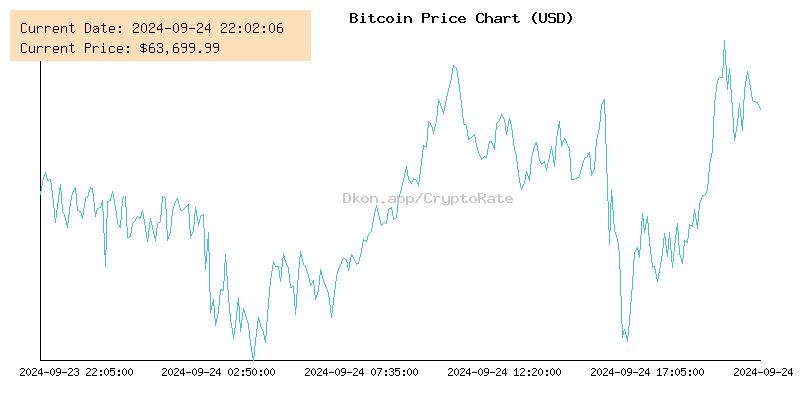 Bitcoin Price Chart (USD)
Current Date: 2024-09-24 22:02:06
Current Price: $63,699.99
Dkon.app/CryptoRate
2024-09-23 22:05:00 2024-09-24 02:50:00 2024-09-24 07:35:00 2024-09-24 12:20:00 2024-09-24 17:05:00 2024-09-24